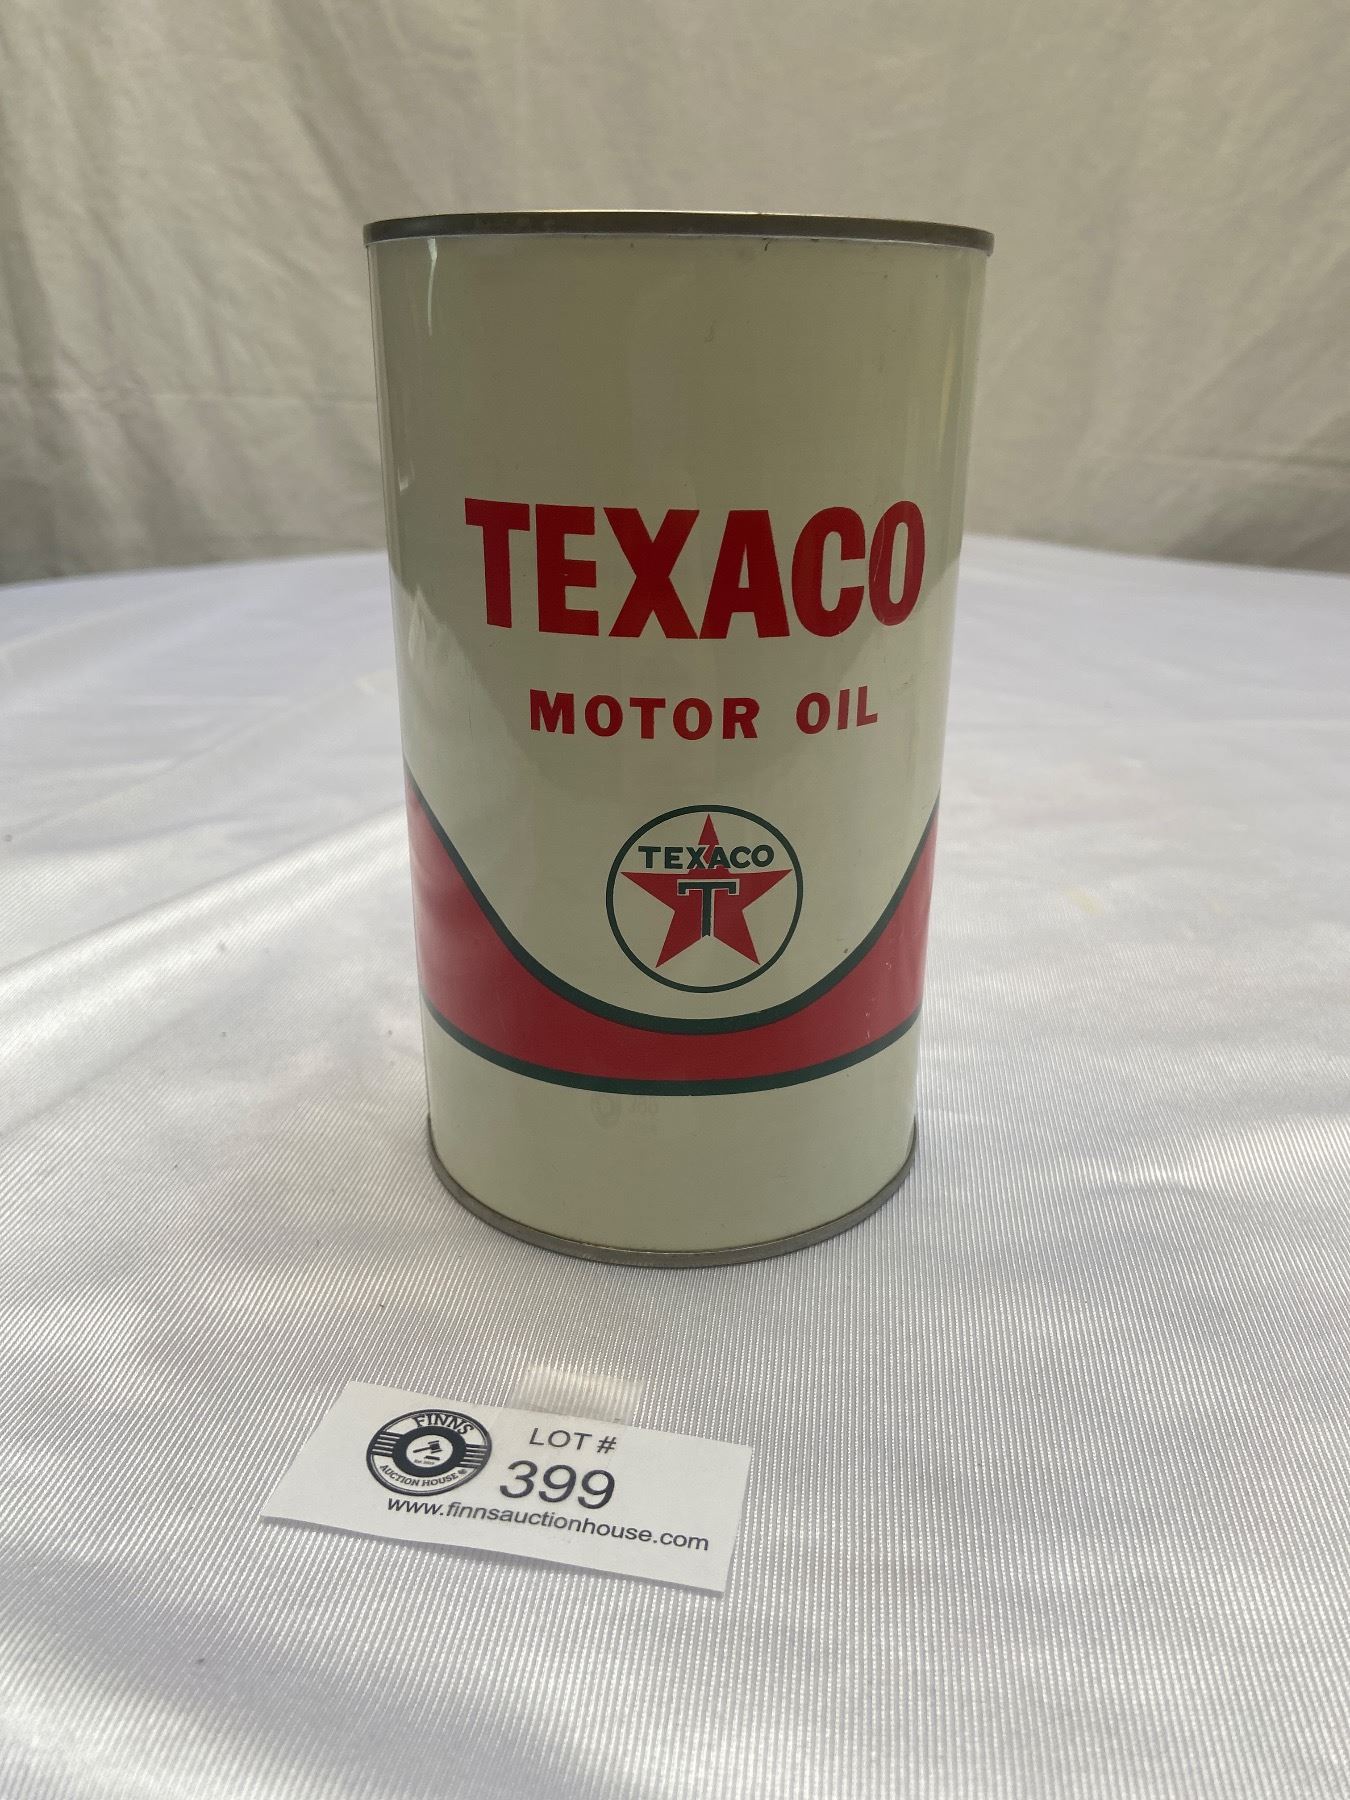 TEXACO
MOTOR OIL
TEXACO
T
FINNS
AUCTION HOUSE
LOT #
399
www.finnsauctionhouse.com